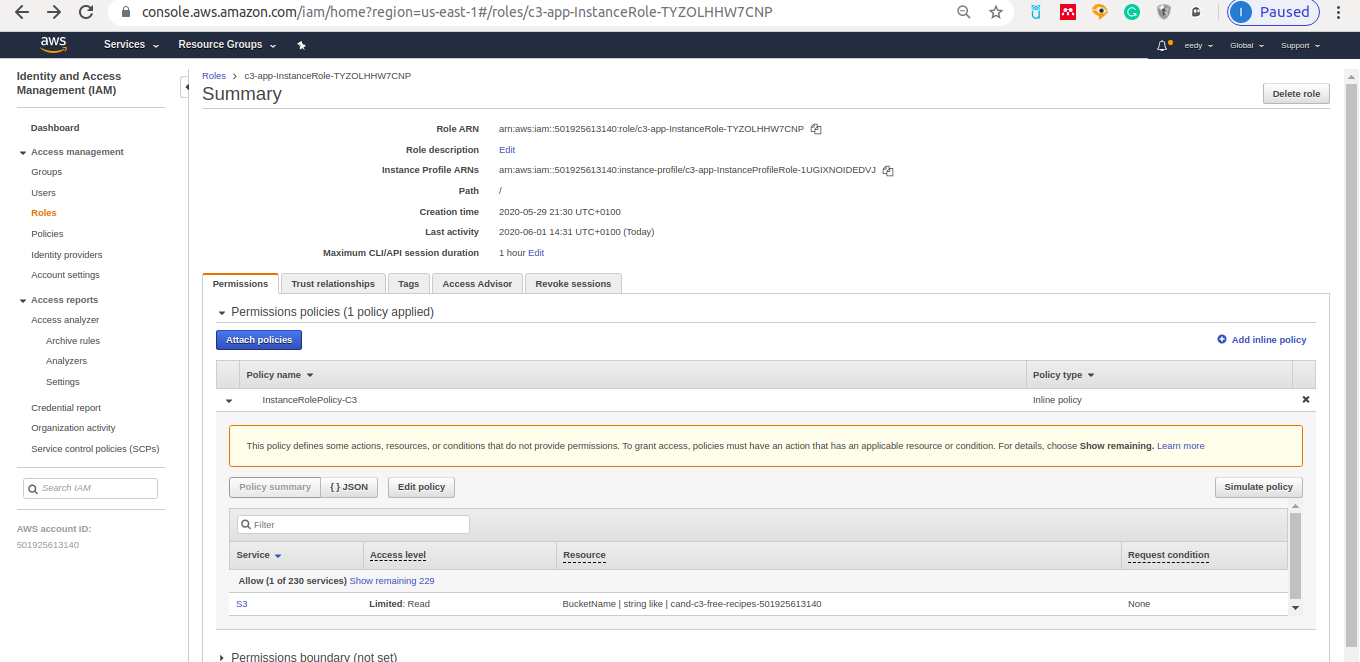 console.aws.amazon.com/iam/home?region=us-east-1#/roles/c3-app-InstanceRole-TYZOLHHW7CNP
I Paused
aws Services Resource Groups eedy Global Support
Identity and Access
Management (IAM)
Dashboard
Access management
Groups
Users
Roles
Policies
Identity providers
Account settings
Access reports
Access analyzer
Archive rules
Analyzers
Settings
Credential report
Organization activity
Service control policies (SCPs)
Search IAM
AWS account ID:
501925613140
Roles > c3-app-InstanceRole-TYZOLHHW7CNP
Summary
Delete role
Role ARN arn:aws:iam::501925613140:role/c3-app-InstanceRole-TYZOLHHW7CNP
Role description Edit
Instance Profile ARNs arn:aws:iam::501925613140:instance-profile/c3-app-InstanceProfileRole-1UGIXNOIDEDVJ
Path /
Creation time 2020-05-29 21:30 UTC+0100
Last activity 2020-06-01 14:31 UTC+0100 (Today)
Maximum CLI/API session duration 1 hour Edit
Permissions Trust relationships Tags Access Advisor Revoke sessions
Permissions policies (1 policy applied)
Attach policies Add inline policy
Policy name Policy type
InstanceRolePolicy-C3 Inline policy
This policy defines some actions, resources, or conditions that do not provide permissions. To grant access, policies must have an action that has an applicable resource or condition. For details, choose Show remaining. Learn more
Policy summary { } JSON Edit policy Simulate policy
Filter
Service Access level Resource Request condition
Allow (1 of 230 services) Show remaining 229
S3 Limited: Read BucketName | string like | cand-c3-free-recipes-501925613140 None
Permissions boundary (not set)